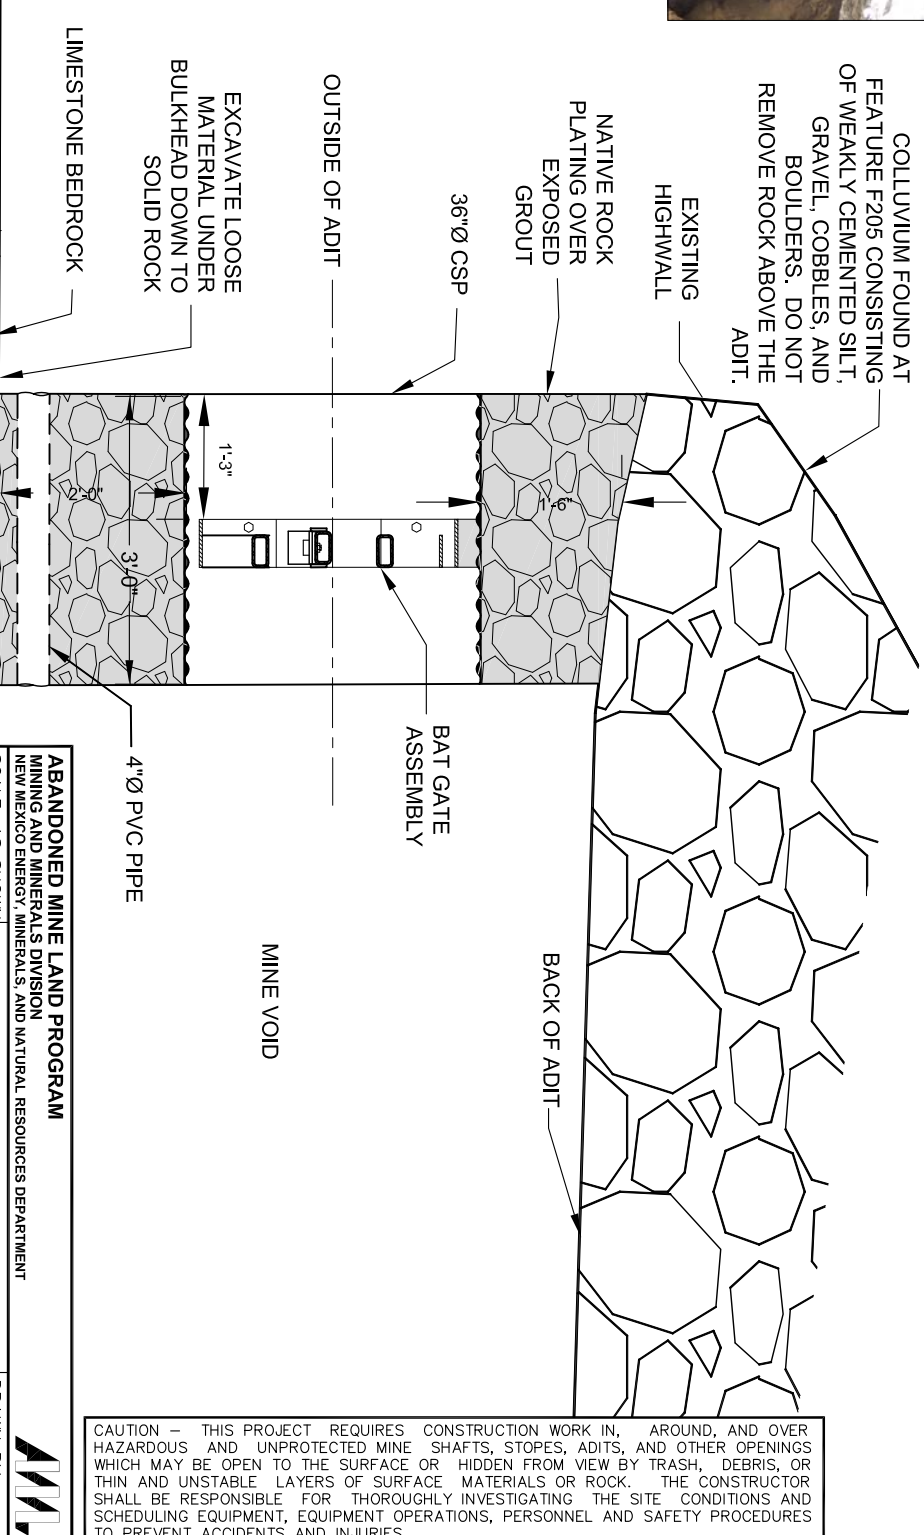 COLLUVIUM FOUND AT
FEATURE F205 CONSISTING
OF WEAKLY CEMENTED SILT,
GRAVEL, COBBLES, AND
BOULDERS.  DO NOT
REMOVE ROCK ABOVE THE
ADIT.
EXISTING
HIGHWALL
NATIVE ROCK
PLATING OVER
EXPOSED
GROUT
36"Ø CSP
OUTSIDE OF ADIT
EXCAVATE LOOSE
MATERIAL UNDER
BULKHEAD DOWN TO
SOLID ROCK
LIMESTONE BEDROCK
1'-6"
1'-3"
2'-0"
3'-0"
BAT GATE
ASSEMBLY
4"Ø PVC PIPE
BACK OF ADIT
MINE VOID
ABANDONED MINE LAND PROGRAM
MINING AND MINERALS DIVISION
NEW MEXICO ENERGY, MINERALS, AND NATURAL RESOURCES DEPARTMENT
CAUTION – THIS PROJECT REQUIRES CONSTRUCTION WORK IN, AROUND, AND OVER
HAZARDOUS AND UNPROTECTED MINE SHAFTS, STOPES, ADITS, AND OTHER OPENINGS
WHICH MAY BE OPEN TO THE SURFACE OR HIDDEN FROM VIEW BY TRASH, DEBRIS, OR
THIN AND UNSTABLE LAYERS OF SURFACE MATERIALS OR ROCK. THE CONSTRUCTOR
SHALL BE RESPONSIBLE FOR THOROUGHLY INVESTIGATING THE SITE CONDITIONS AND
SCHEDULING EQUIPMENT, EQUIPMENT OPERATIONS, PERSONNEL AND SAFETY PROCEDURES
TO PREVENT ACCIDENTS AND INJURIES